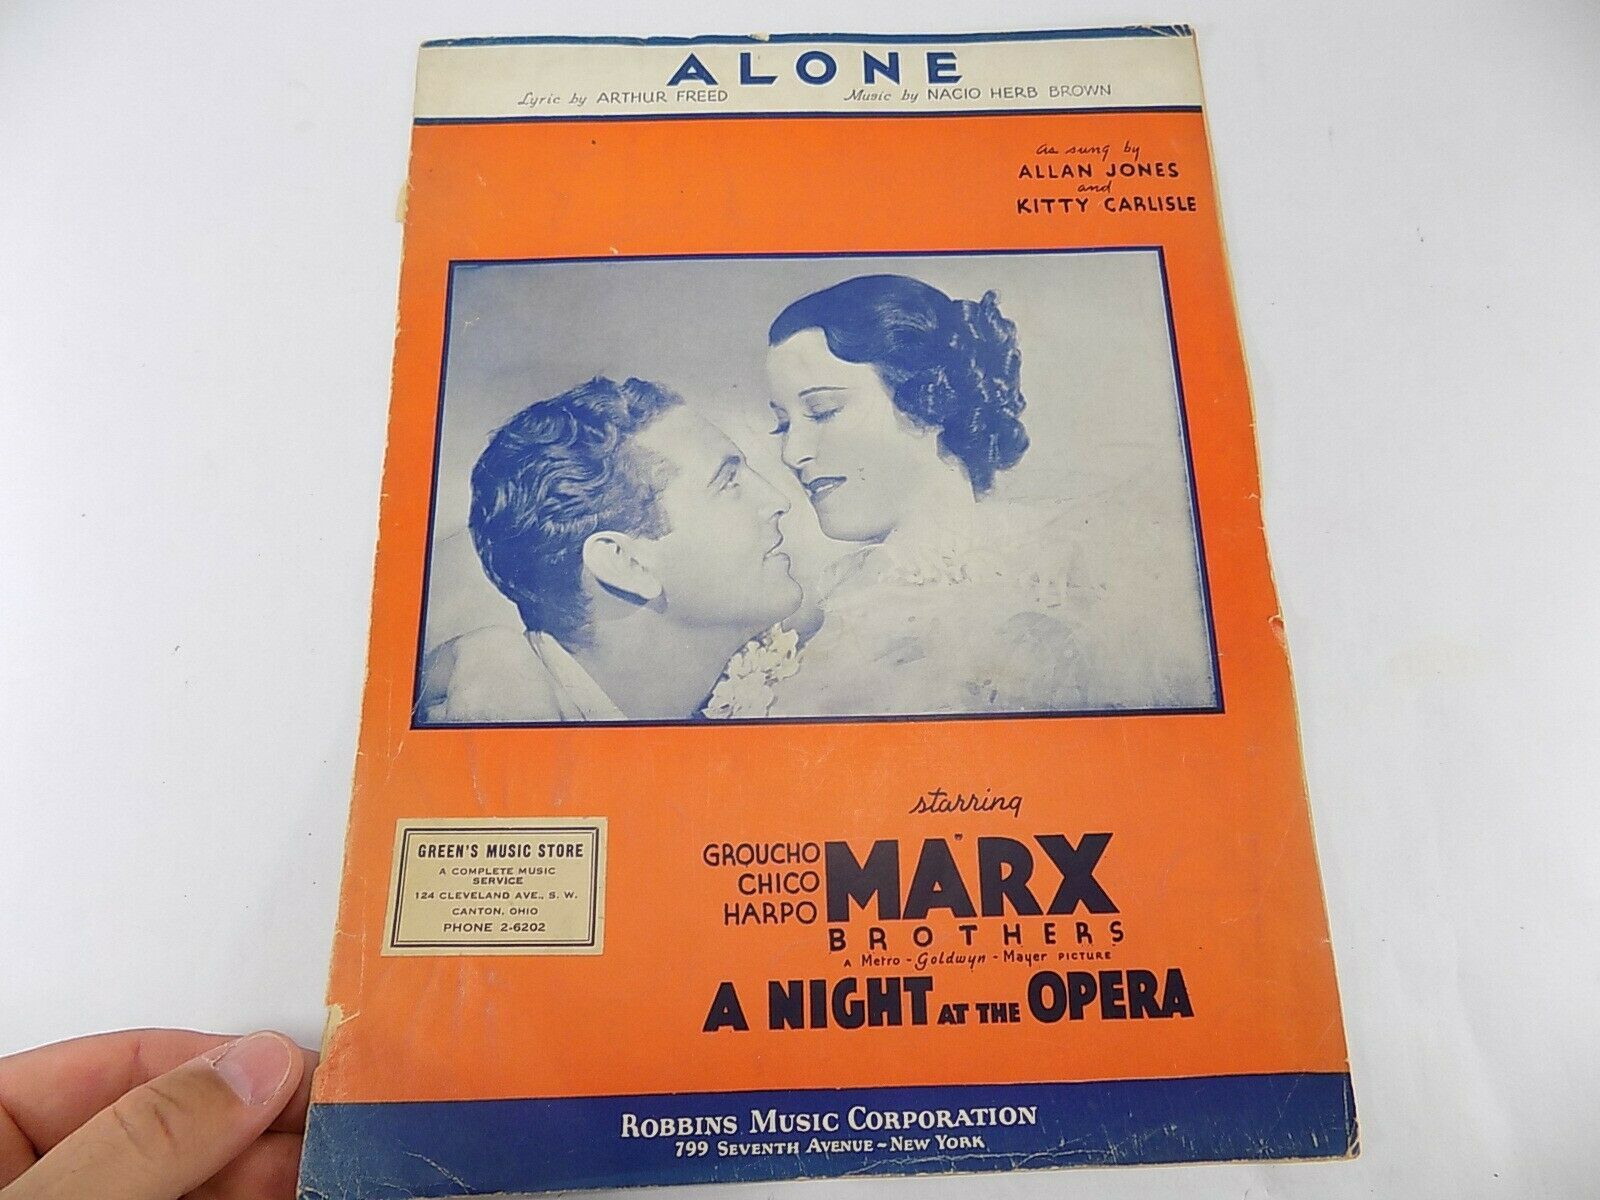 ALONE
Lyric by ARTHUR FREED Music by NACIO HERB BROWN
as sung by
ALLAN JONES
and
KITTY CARLISLE
starring
GROUCHO
CHICO
HARPO
MARX
BROTHERS
A Metro-Goldwyn-Mayer PICTURE
A NIGHT AT THE OPERA
GREEN'S MUSIC STORE
A COMPLETE MUSIC
SERVICE
124 CLEVELAND AVE., S. W.
CANTON, OHIO
PHONE 2-6202
ROBBINS MUSIC CORPORATION
799 SEVENTH AVENUE - NEW YORK